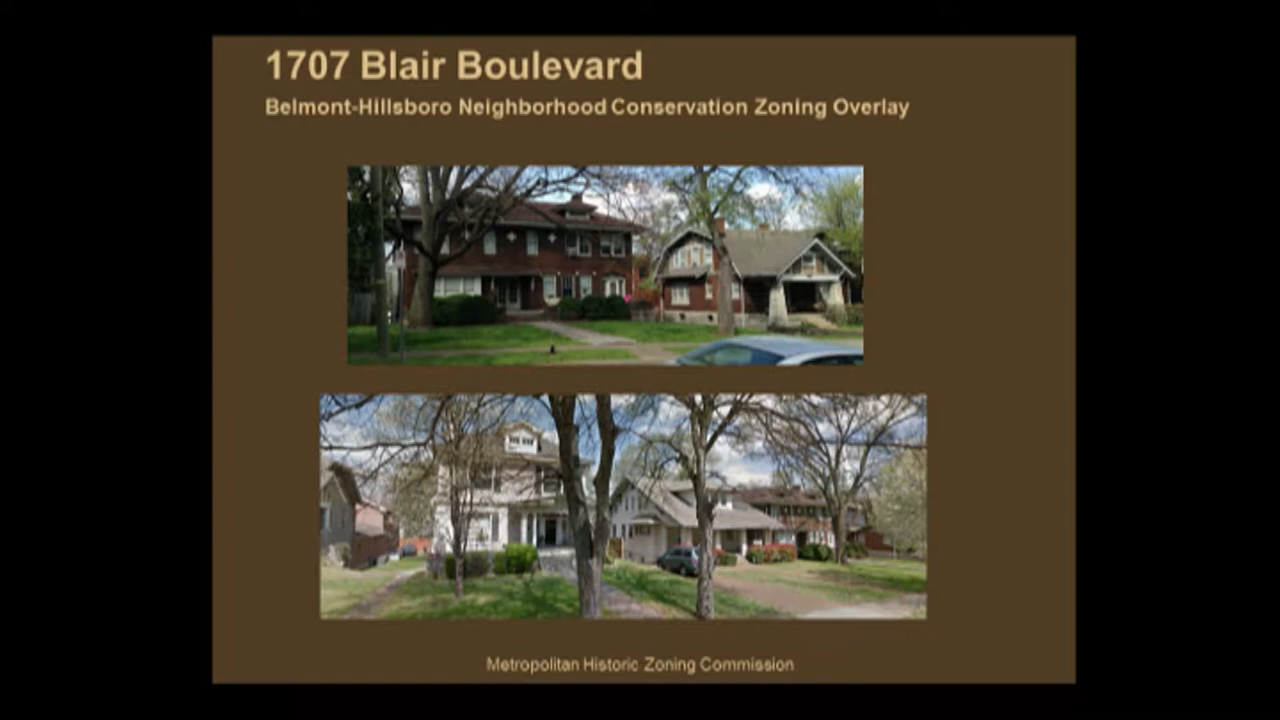 1707 Blair Boulevard
Belmont-Hillsboro Neighborhood Conservation Zoning Overlay
Metropolitan Historic Zoning Commission